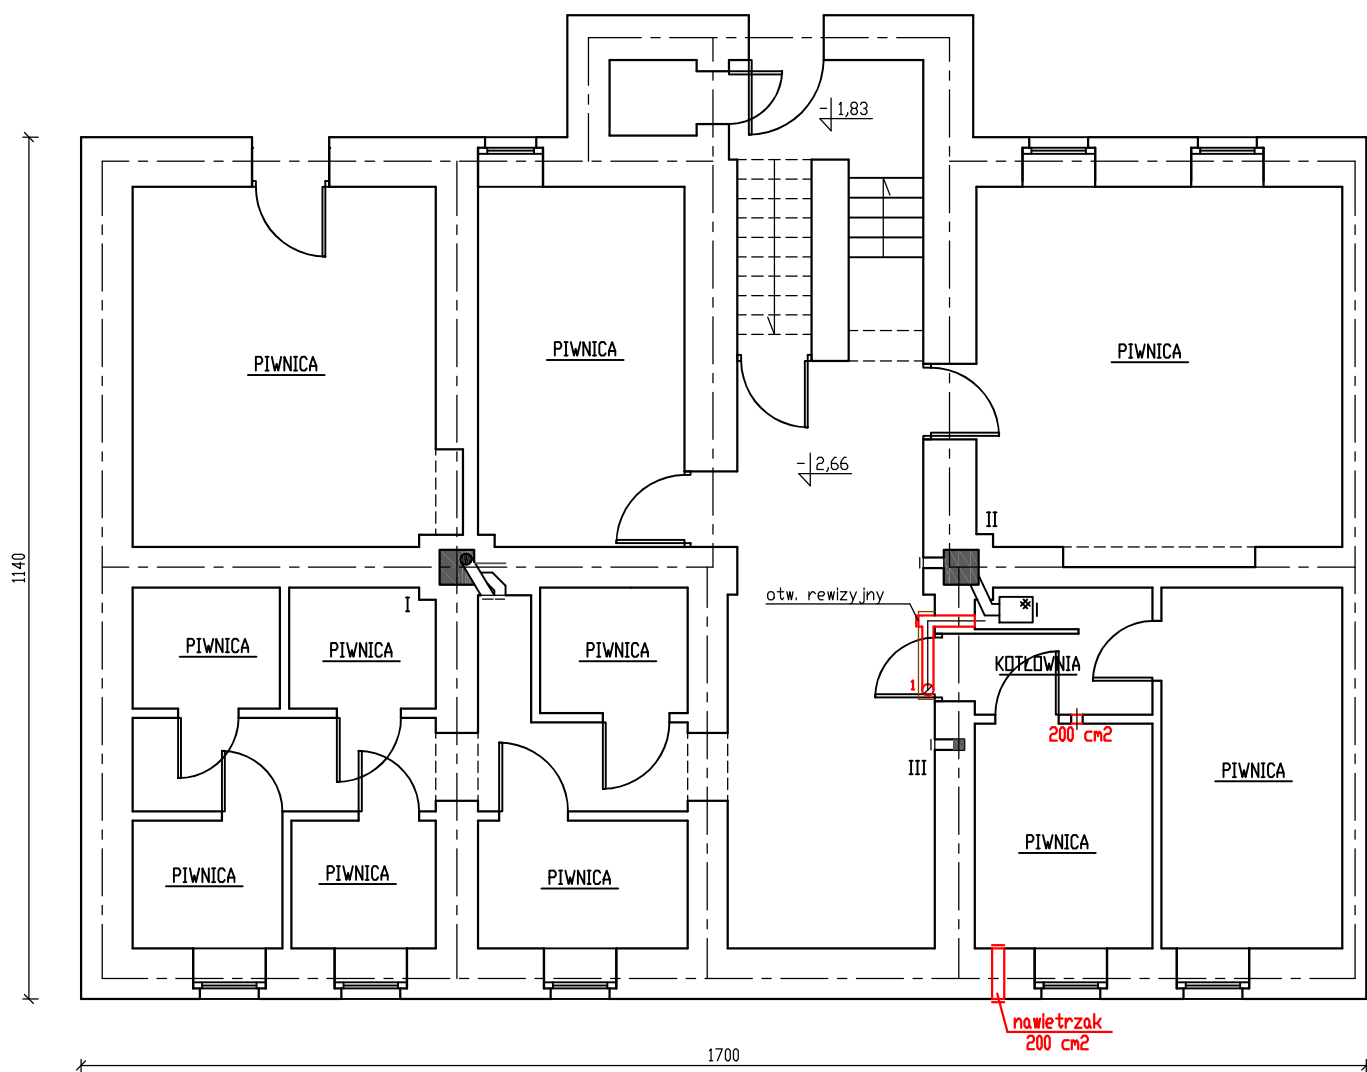 - 1,83
PIWNICA
PIWNICA
PIWNICA
- 2,66
II
1140
otw. rewizyjny
I
PIWNICA
PIWNICA
PIWNICA
KOTŁOWNIA
1
200 cm2
III
PIWNICA
PIWNICA
PIWNICA
PIWNICA
PIWNICA
nawietrzak
200 cm2
1700